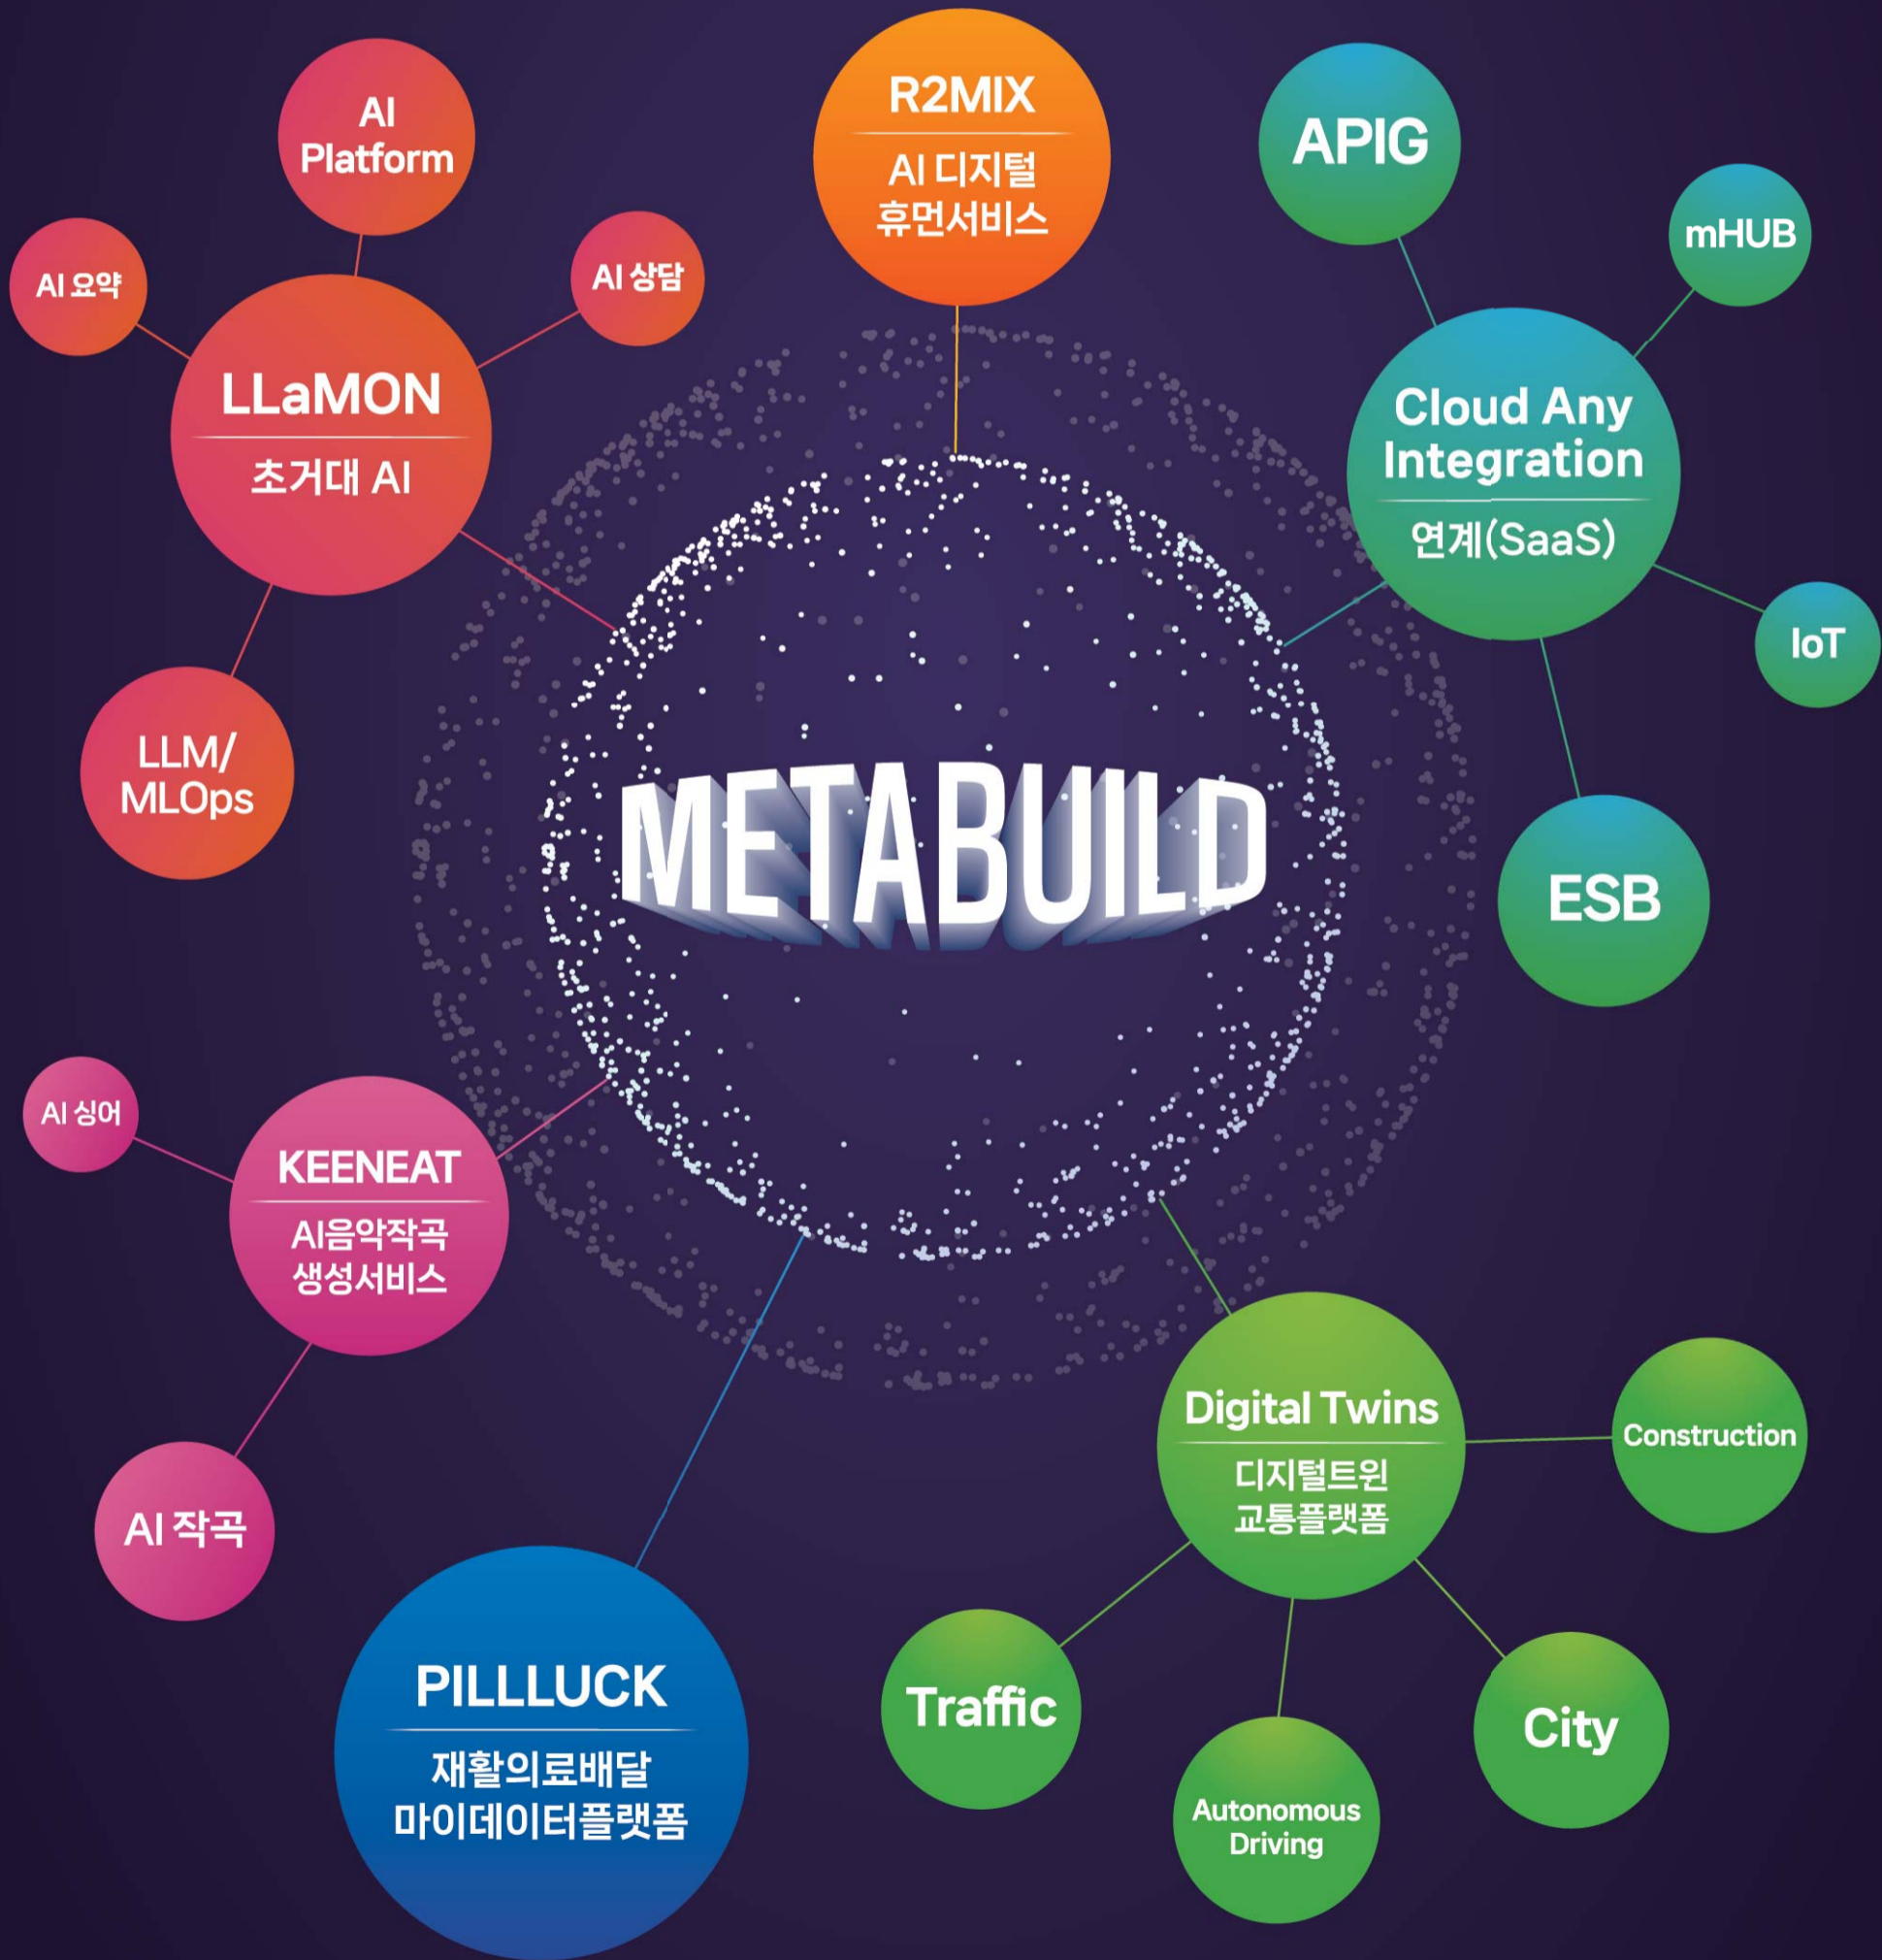 R2MIX
AI 디지털
휴먼서비스
AI
Platform
AI 요약
AI 상담
LLaMON
초거대 AI
LLM/
MLOps
APIG
mHUB
Cloud Any
Integration
연계(SaaS)
IoT
ESB
METABUILD
AI 싱어
KEENEAT
AI음악작곡
생성서비스
AI 작곡
PILLLUCK
재활의료배달
마이데이터플랫폼
Digital Twins
디지털트윈
교통플랫폼
Construction
Traffic
Autonomous
Driving
City